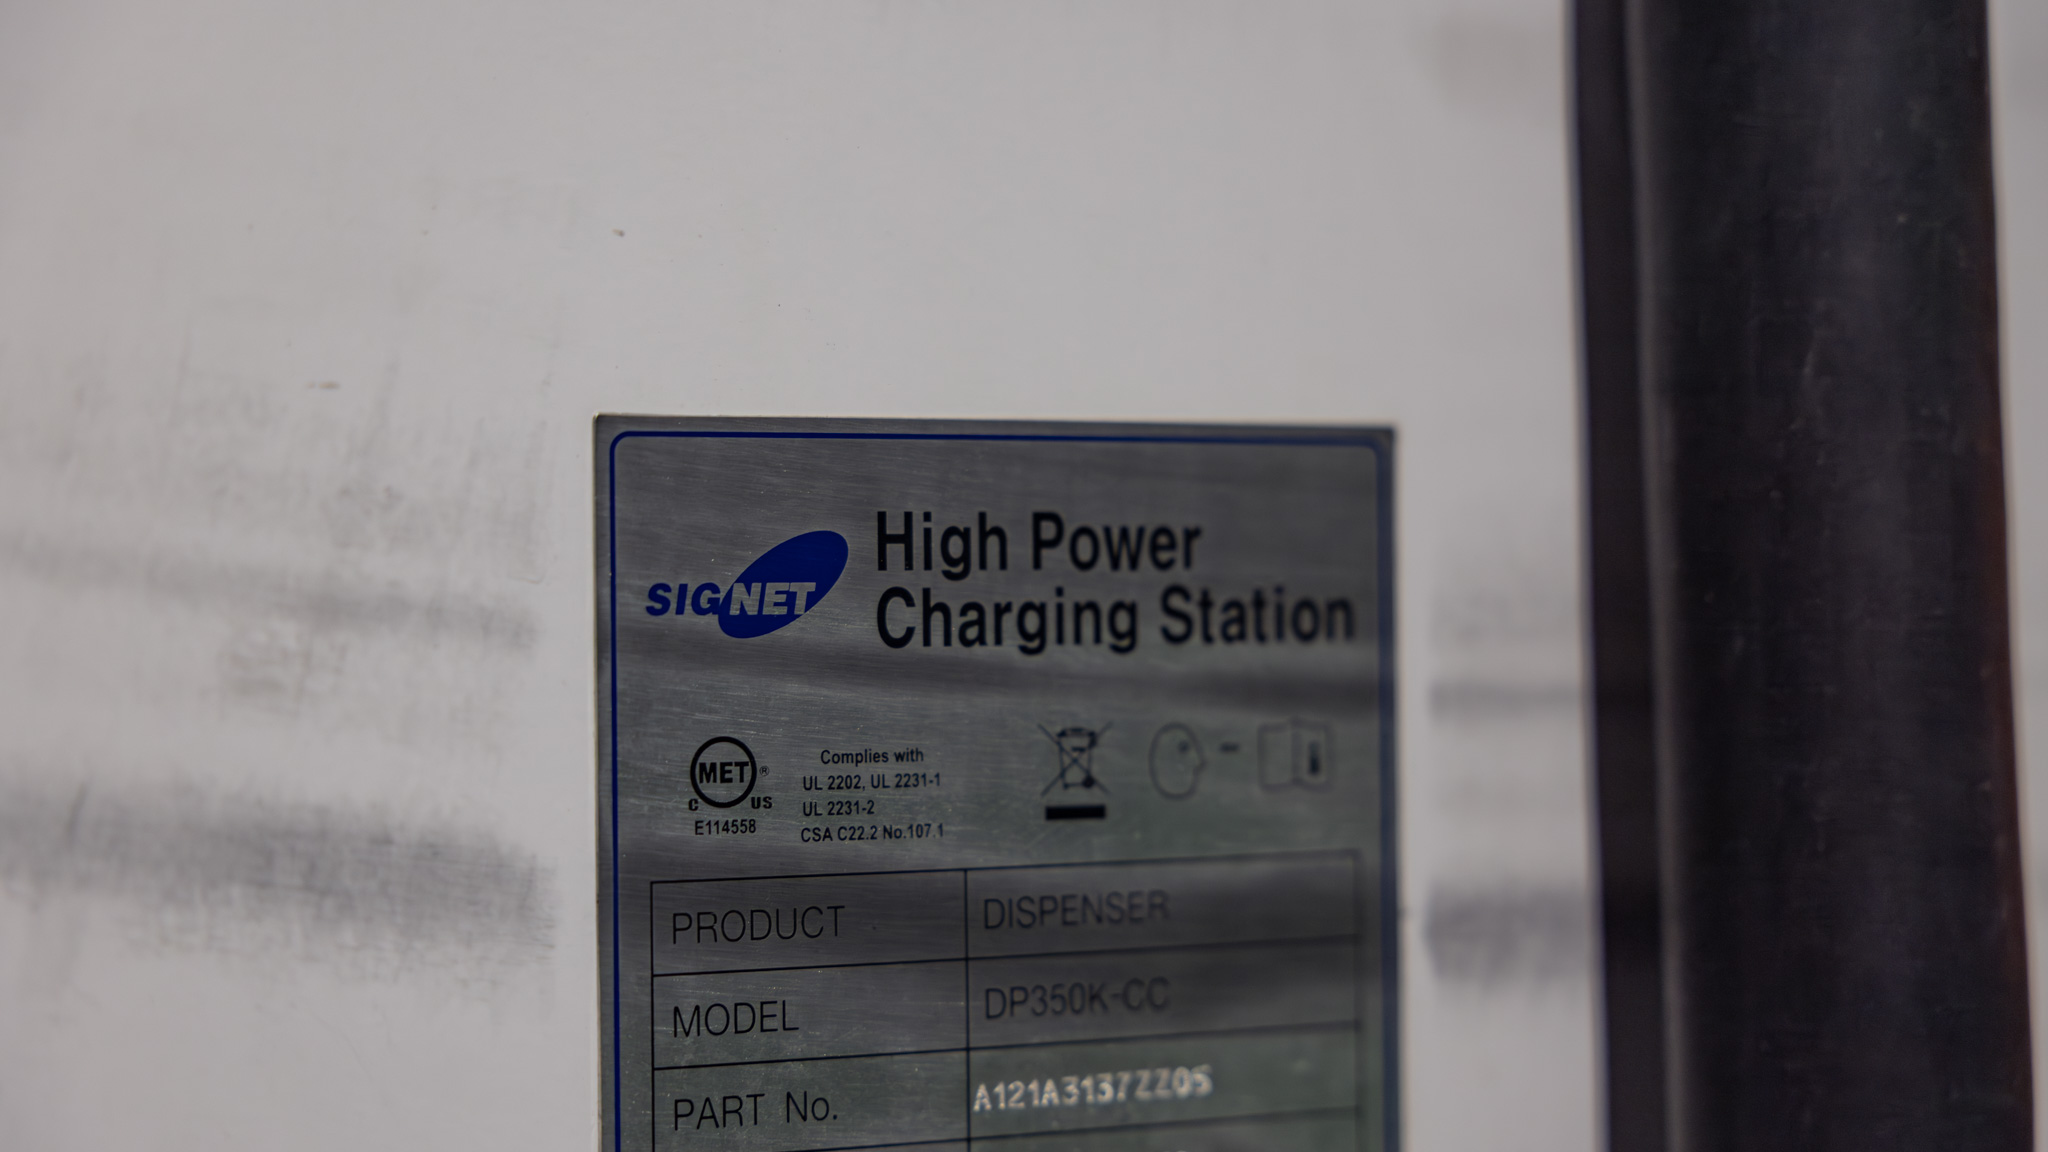 SIGNET
High Power
Charging Station
MET ®
C US
E114558
Complies with
UL 2202, UL 2231-1
UL 2231-2
CSA C22.2 No.107.1
PRODUCT DISPENSER
MODEL DP350K-CC
PART No. A121A3137ZZ05